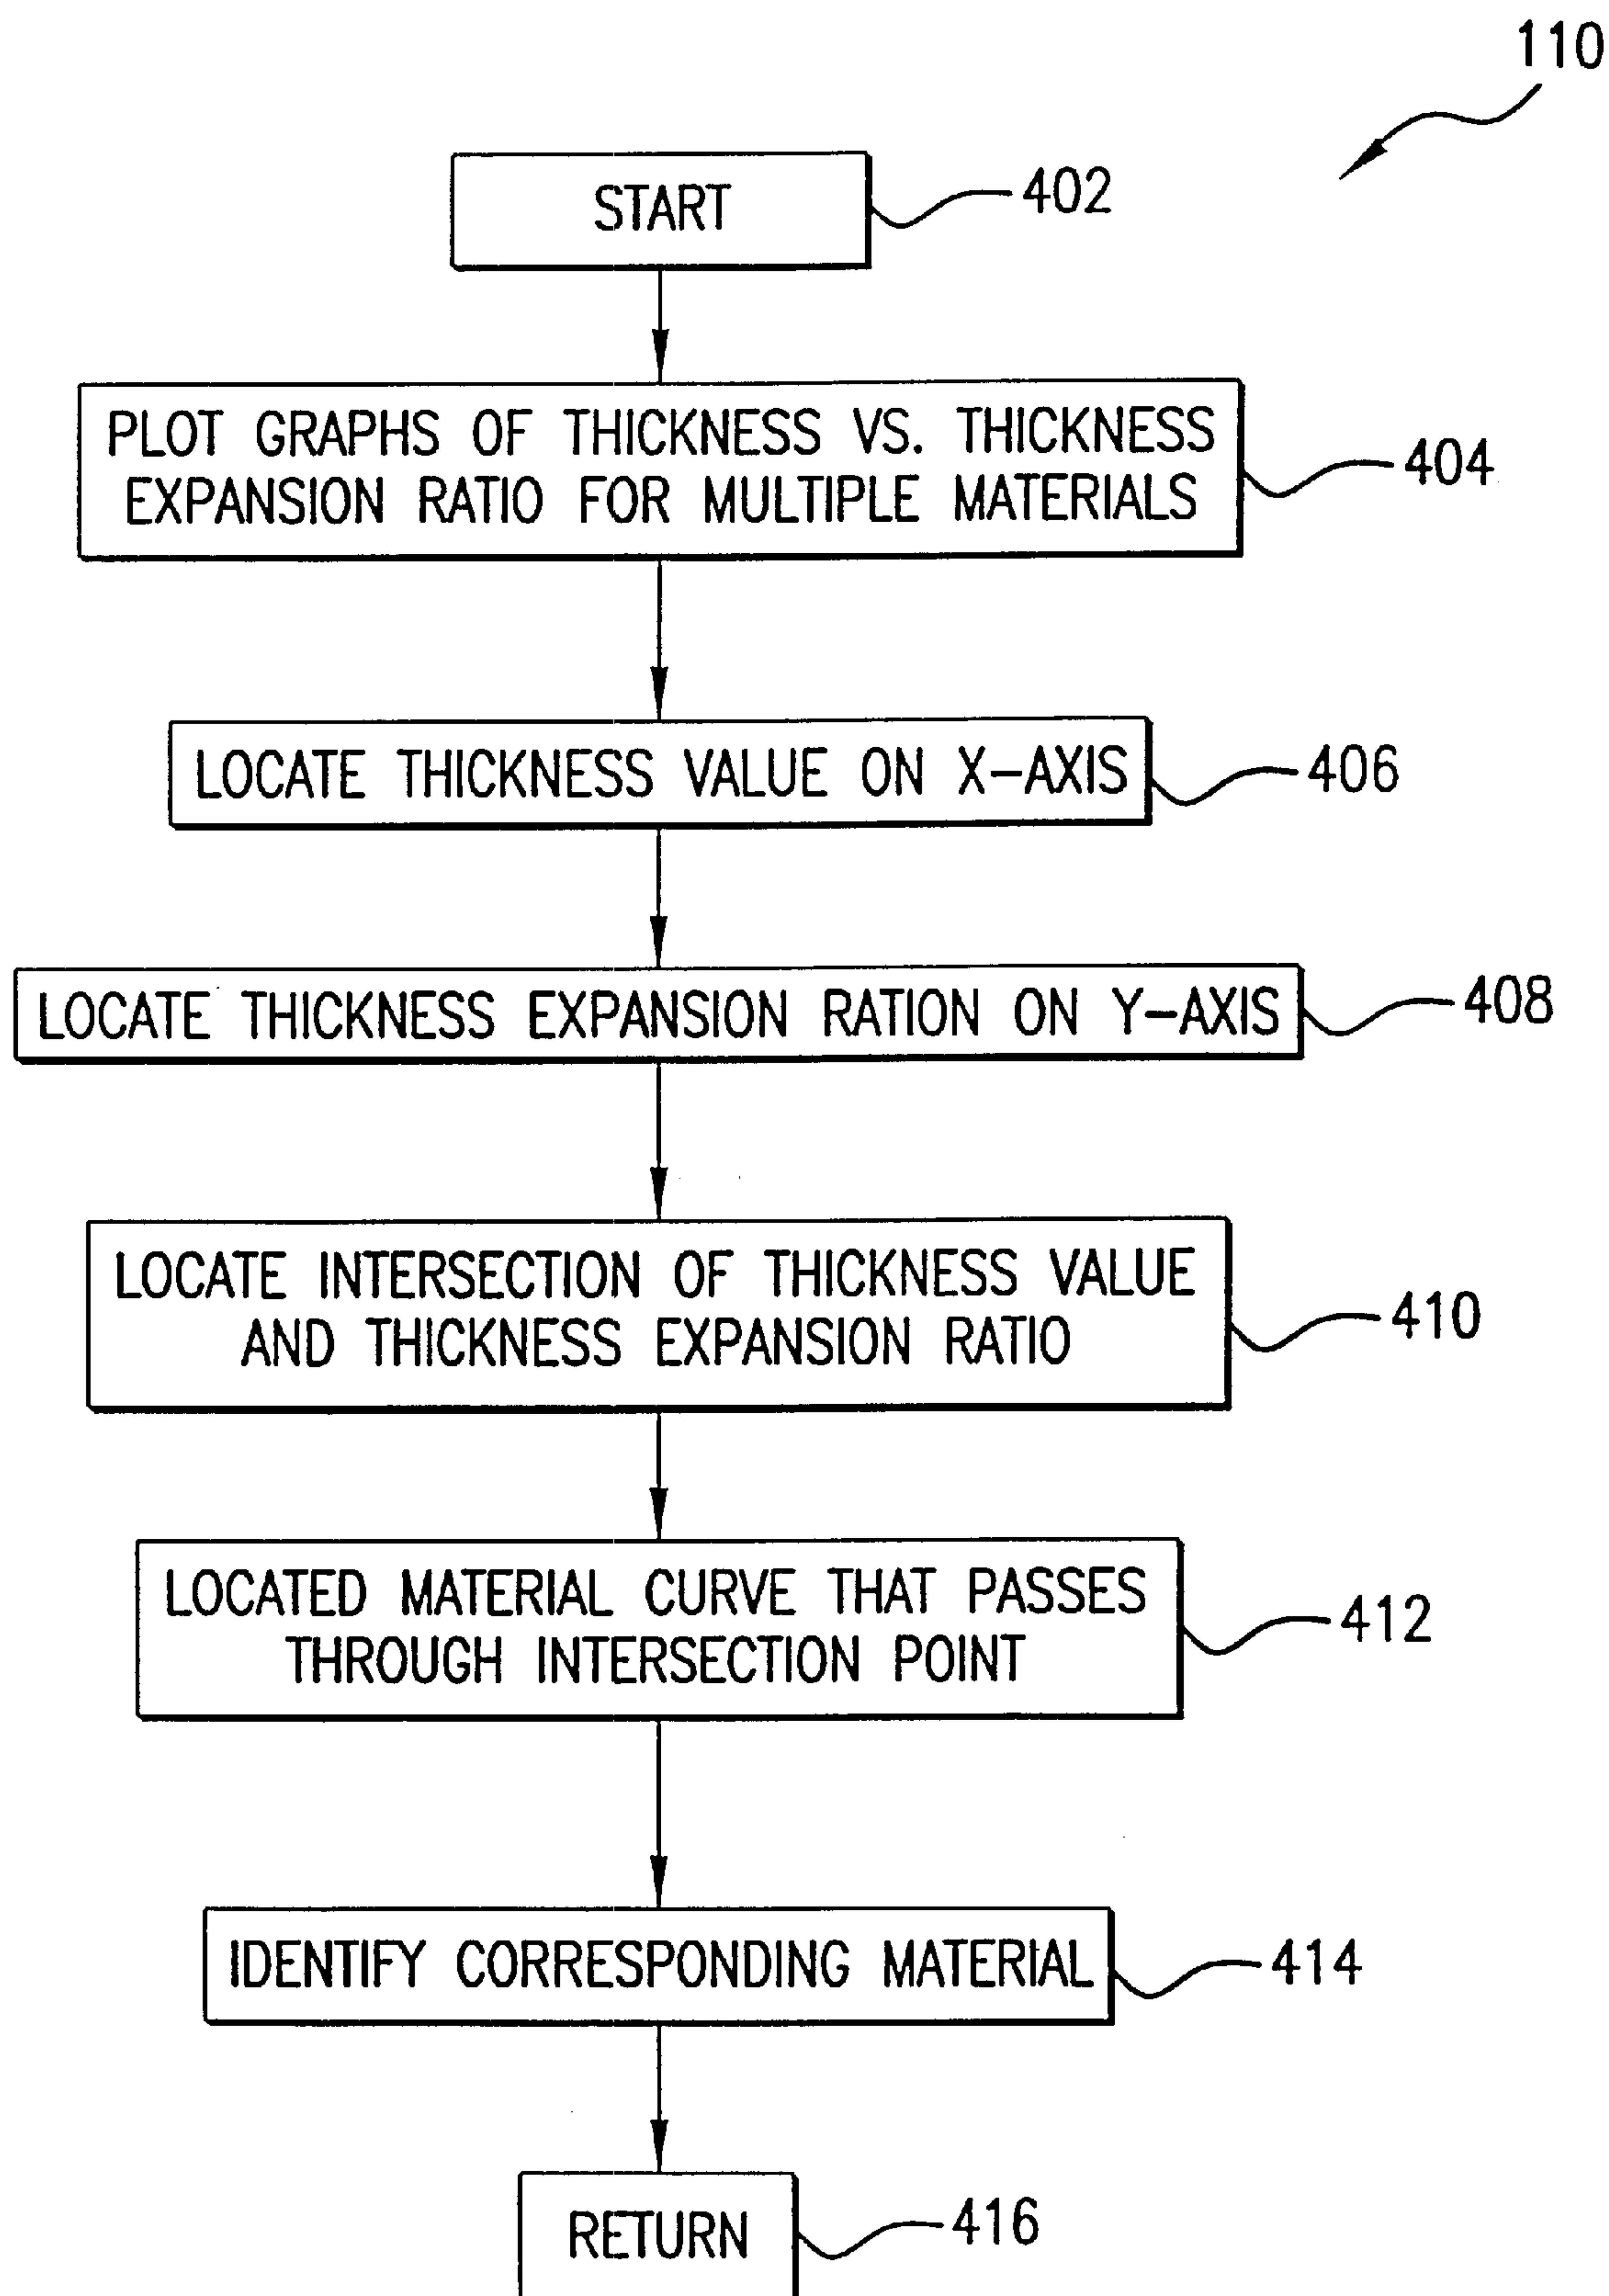 110
START
402
PLOT GRAPHS OF THICKNESS VS. THICKNESS
EXPANSION RATIO FOR MULTIPLE MATERIALS
404
LOCATE THICKNESS VALUE ON X-AXIS
406
LOCATE THICKNESS EXPANSION RATION ON Y-AXIS
408
LOCATE INTERSECTION OF THICKNESS VALUE
AND THICKNESS EXPANSION RATIO
410
LOCATED MATERIAL CURVE THAT PASSES
THROUGH INTERSECTION POINT
412
IDENTIFY CORRESPONDING MATERIAL
414
RETURN
416